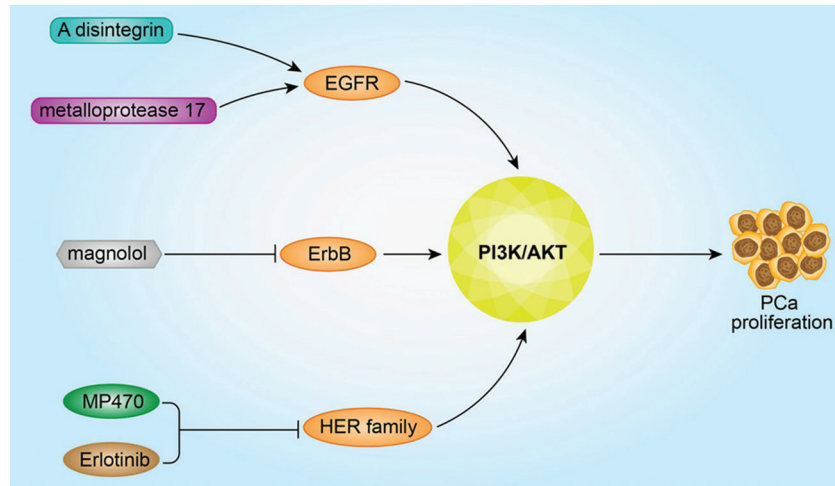 A disintegrin
EGFR
metalloprotease 17
magnolol
ErbB
PI3K/AKT
PCa
proliferation
MP470
HER family
Erlotinib